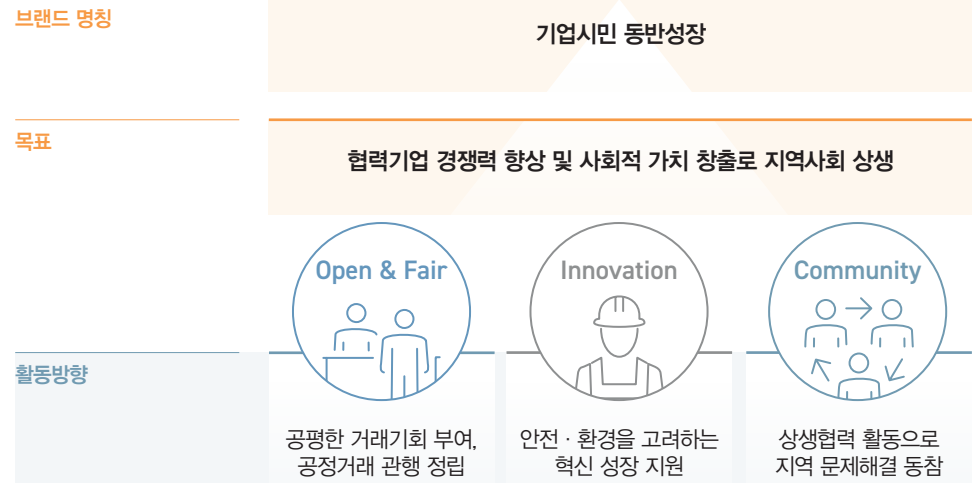 브랜드 명칭
기업시민 동반성장
목표
협력기업 경쟁력 향상 및 사회적 가치 창출로 지역사회 상생
Open & Fair
Innovation
Community
활동방향
공평한 거래기회 부여,
공정거래 관행 정립
안전 · 환경을 고려하는
혁신 성장 지원
상생협력 활동으로
지역 문제해결 동참